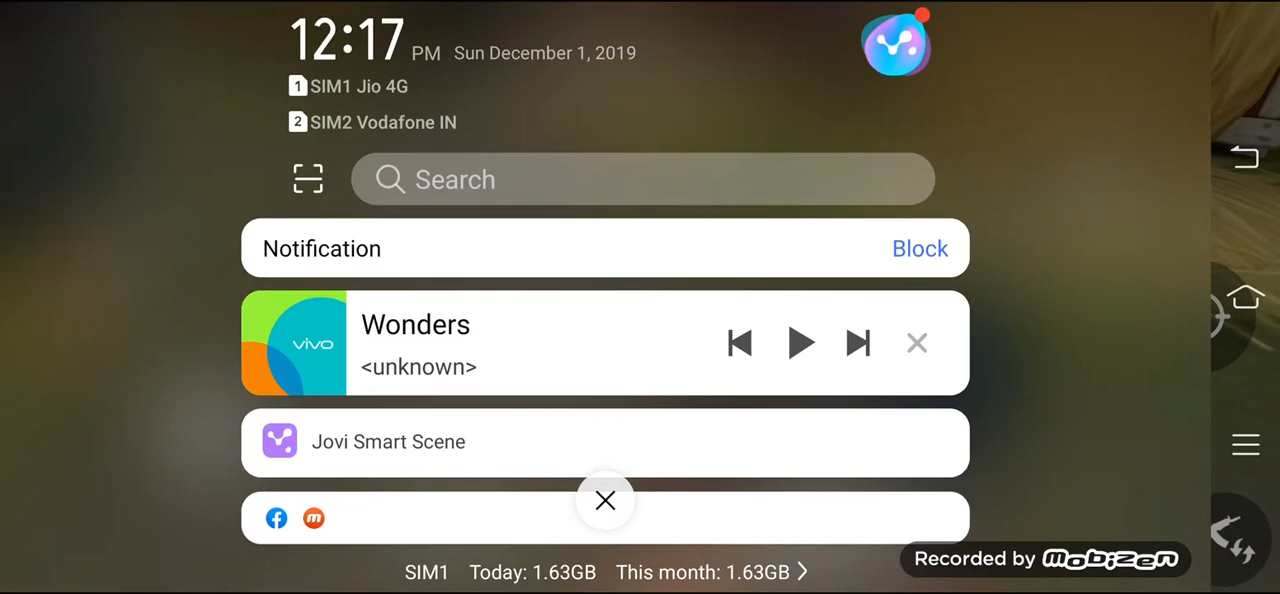 12:17 PM Sun December 1, 2019
1 SIM1 Jio 4G
2 SIM2 Vodafone IN
Search
Notification Block
vivo
Wonders
<unknown>
Jovi Smart Scene
SIM1 Today: 1.63GB This month: 1.63GB
Recorded by mobizen